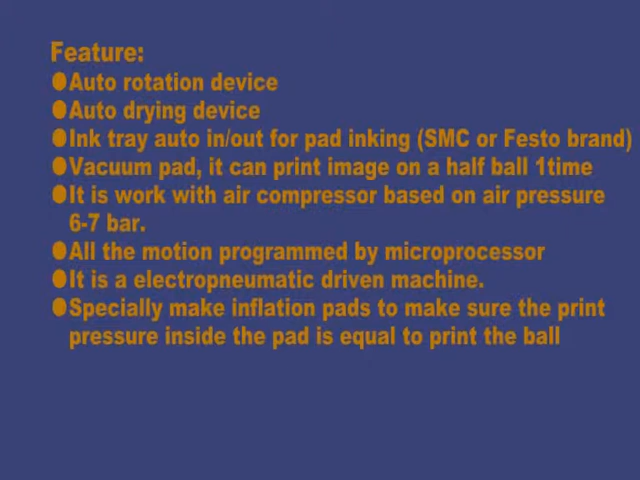 Feature:
●Auto rotation device
●Auto drying device
●Ink tray auto in/out for pad inking (SMC or Festo brand)
●Vacuum pad, it can print image on a half ball 1time
●It is work with air compressor based on air pressure
6-7 bar.
●All the motion programmed by microprocessor
●It is a electropneumatic driven machine.
●Specially make inflation pads to make sure the print
pressure inside the pad is equal to print the ball